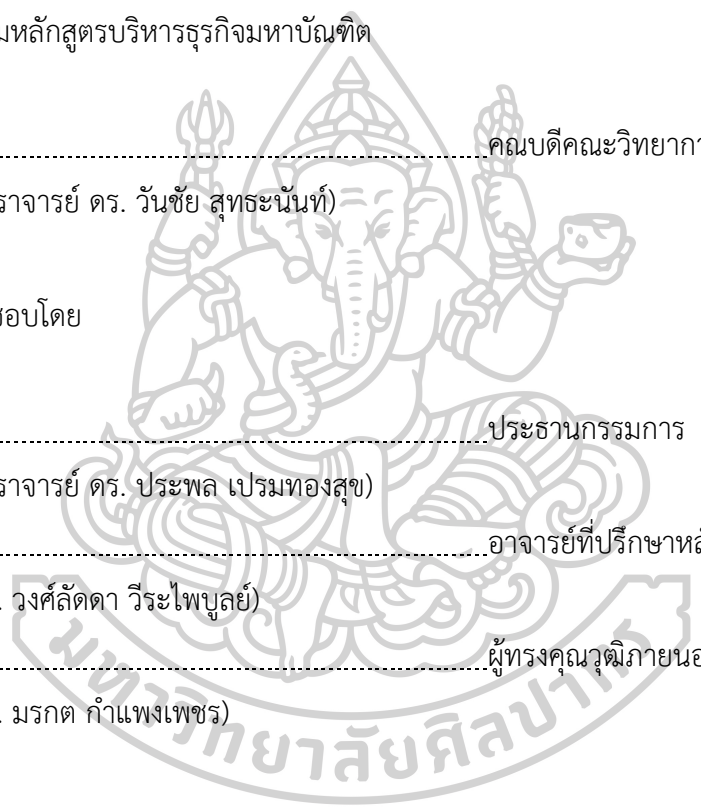 มหลักสูตรบริหารธุรกิจมหาบัณฑิต
คณบดีคณะวิทยากา
ราจารย์ ดร. วันชัย สุทธะนันท์)
สอบโดย
ประธานกรรมการ
ราจารย์ ดร. ประพล เปรมทองสุข)
อาจารย์ที่ปรึกษาหลั
. วงศ์ลัดดา วีระไพบูลย์)
ผู้ทรงคุณวุฒิภายนอ
. มรกต กำแพงเพชร)
มหาวิทยาลัยศิลปากร